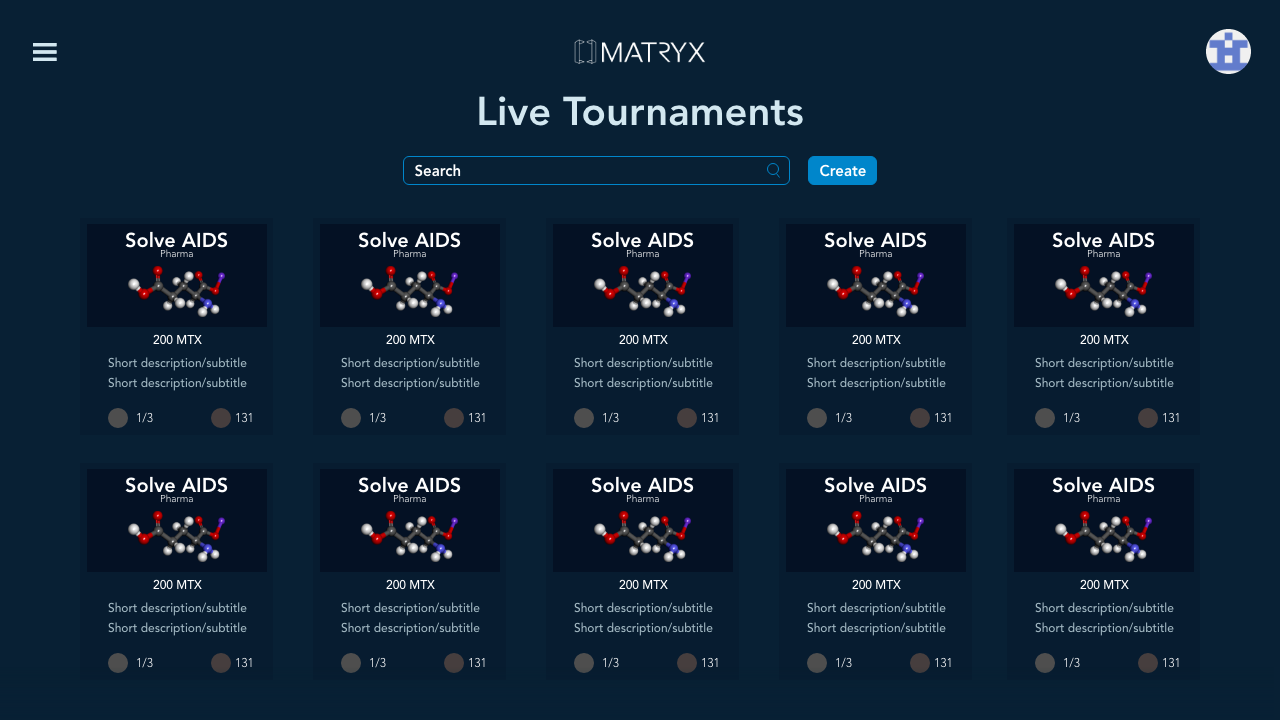 MATRYX
Live Tournaments
Search
Create
Solve AIDS
Pharma
200 MTX
Short description/subtitle
Short description/subtitle
1/3
131
Solve AIDS
Pharma
200 MTX
Short description/subtitle
Short description/subtitle
1/3
131
Solve AIDS
Pharma
200 MTX
Short description/subtitle
Short description/subtitle
1/3
131
Solve AIDS
Pharma
200 MTX
Short description/subtitle
Short description/subtitle
1/3
131
Solve AIDS
Pharma
200 MTX
Short description/subtitle
Short description/subtitle
1/3
131
Solve AIDS
Pharma
200 MTX
Short description/subtitle
Short description/subtitle
1/3
131
Solve AIDS
Pharma
200 MTX
Short description/subtitle
Short description/subtitle
1/3
131
Solve AIDS
Pharma
200 MTX
Short description/subtitle
Short description/subtitle
1/3
131
Solve AIDS
Pharma
200 MTX
Short description/subtitle
Short description/subtitle
1/3
131
Solve AIDS
Pharma
200 MTX
Short description/subtitle
Short description/subtitle
1/3
131